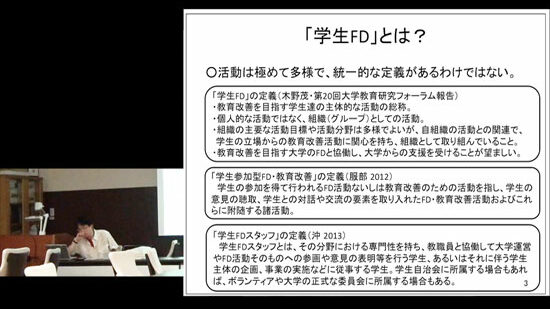 「学生FD」とは？
○活動は極めて多様で、統一的な定義があるわけではない。
「学生FD」の定義（木野茂・第20回大学教育研究フォーラム報告）
・教育改善を目指す学生達の主体的な活動の総称。
・個人的な活動ではなく、組織（グループ）としての活動。
・組織の主要な活動目標や活動分野は多様でよいが、自組織の活動との関連で、
学生の立場からの教育改善活動に関心を持ち、組織として取り組んでいること。
・教育改善を目指す大学のFDと協働し、大学からの支援を受けることが望ましい。
「学生参加型FD・教育改善」の定義（服部 2012）
学生の参加を得て行われるFD活動ないしは教育改善のための活動を指し、学生の
意見の聴取、学生との対話や交流の要素を取り入れたFD・教育改善活動およびこれ
らに附随する諸活動。
「学生FDスタッフ」の定義（沖 2013）
学生FDスタッフとは、その分野における専門性を持ち、教職員と協働して大学運営
やFD活動そのものへの参画や意見の表明等を行う学生、あるいはそれに伴う学生
主体の企画、事業の実施などに従事する学生。学生自治会に所属する場合もあれ
ば、ボランティアや大学の正式な委員会に所属する場合もある。
3